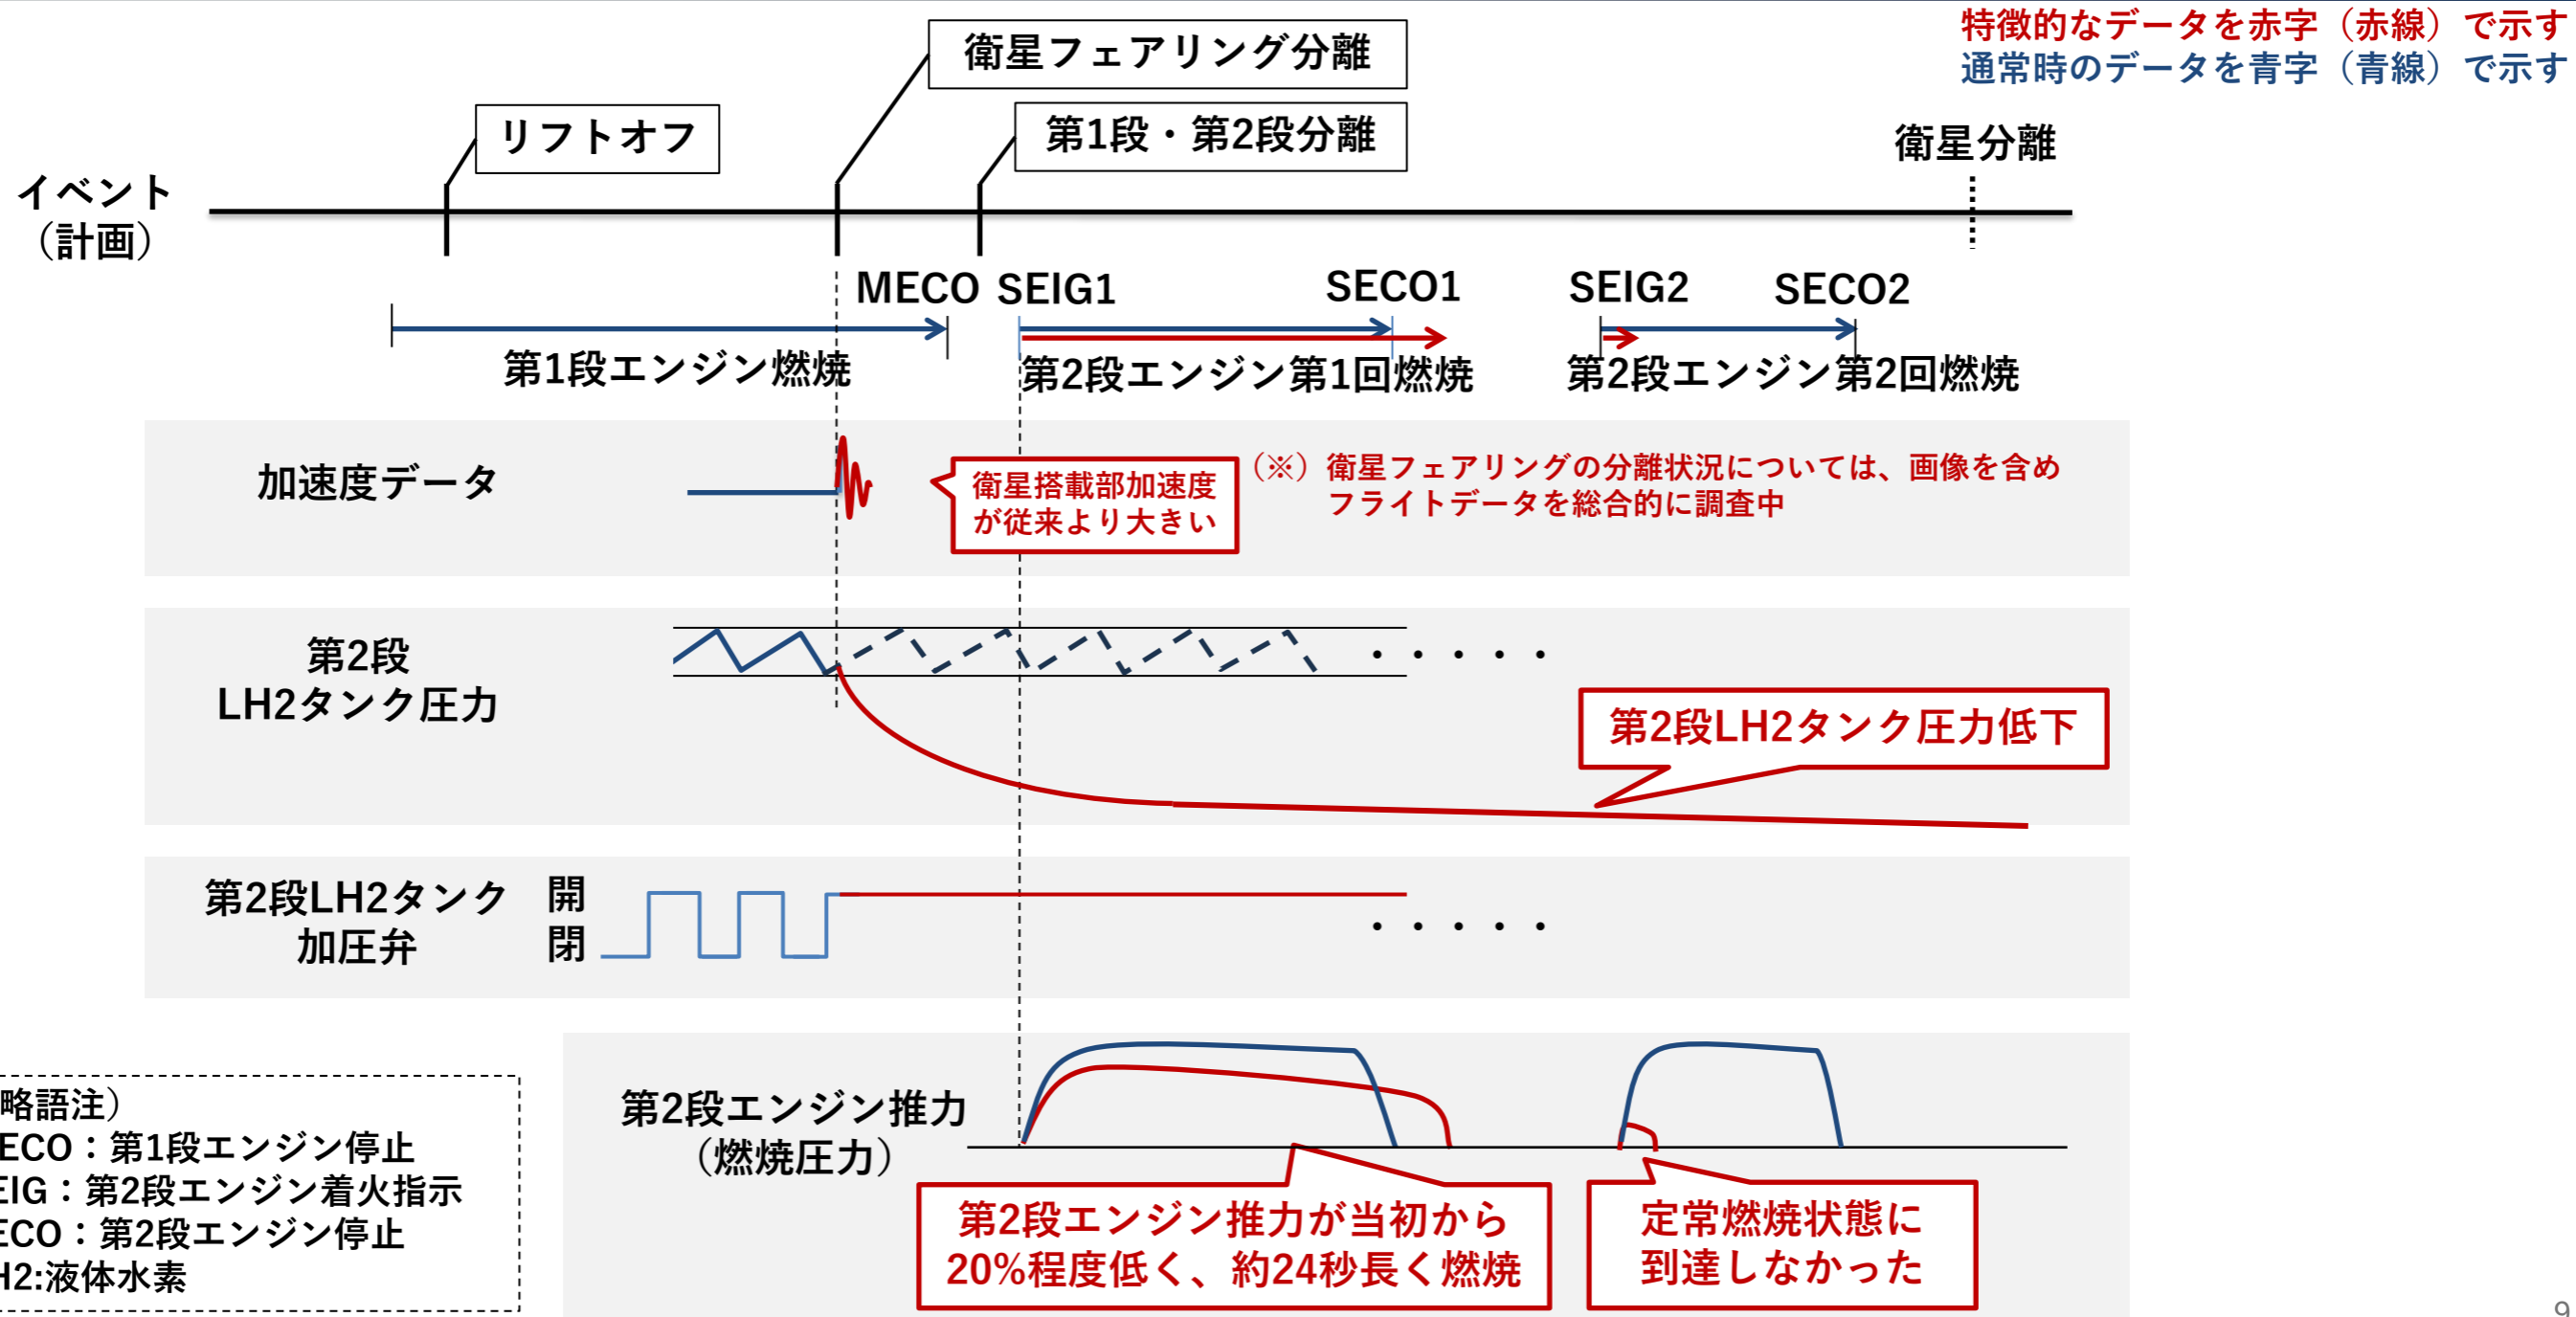 特徴的なデータを赤字（赤線）で示す
通常時のデータを青字（青線）で示す
衛星フェアリング分離
リフトオフ
第1段・第2段分離
衛星分離
イベント
（計画）
MECO
SEIG1
SECO1
SEIG2
SECO2
第1段エンジン燃焼
第2段エンジン第1回燃焼
第2段エンジン第2回燃焼
加速度データ
衛星搭載部加速度
が従来より大きい
（※）衛星フェアリングの分離状況については、画像を含め
フライトデータを総合的に調査中
第2段
LH2タンク圧力
・・・・・
第2段LH2タンク圧力低下
第2段LH2タンク
加圧弁
開
閉
・・・・・
第2段エンジン推力
（燃焼圧力）
第2段エンジン推力が当初から
20%程度低く、約24秒長く燃焼
定常燃焼状態に
到達しなかった
略語注）
ECO：第1段エンジン停止
EIG：第2段エンジン着火指示
ECO：第2段エンジン停止
H2:液体水素
9